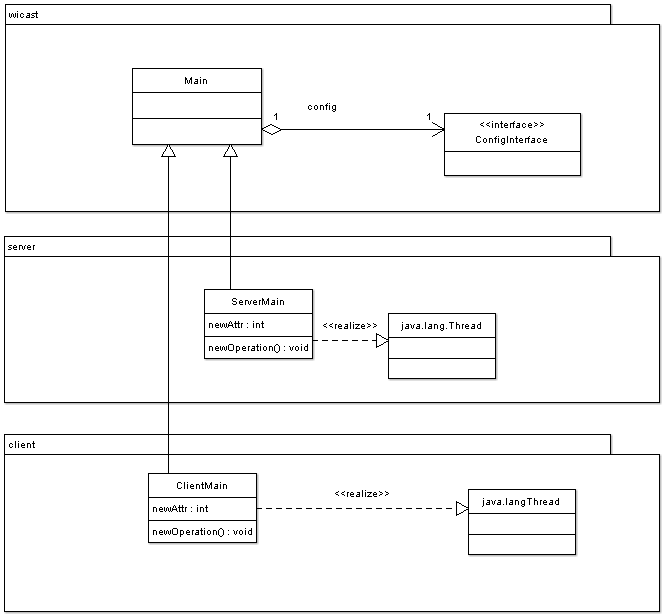 wicast
Main
config
1
1
<<interface>>
ConfigInterface
server
ServerMain
newAttr : int
newOperation() : void
<<realize>>
java.lang.Thread
client
ClientMain
newAttr : int
newOperation() : void
<<realize>>
java.langThread